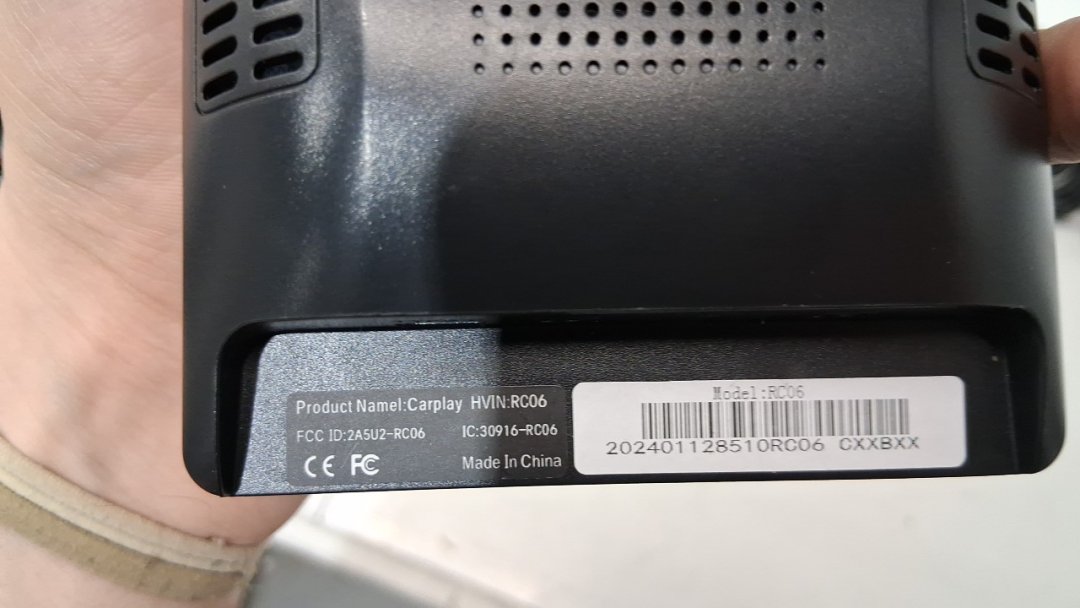 Product Namel:Carplay HVIN:RC06
FCC ID:2A5U2-RC06 IC:30916-RC06
CE FC Made In China
Model:RC06
202401128510RC06 CXXBXX